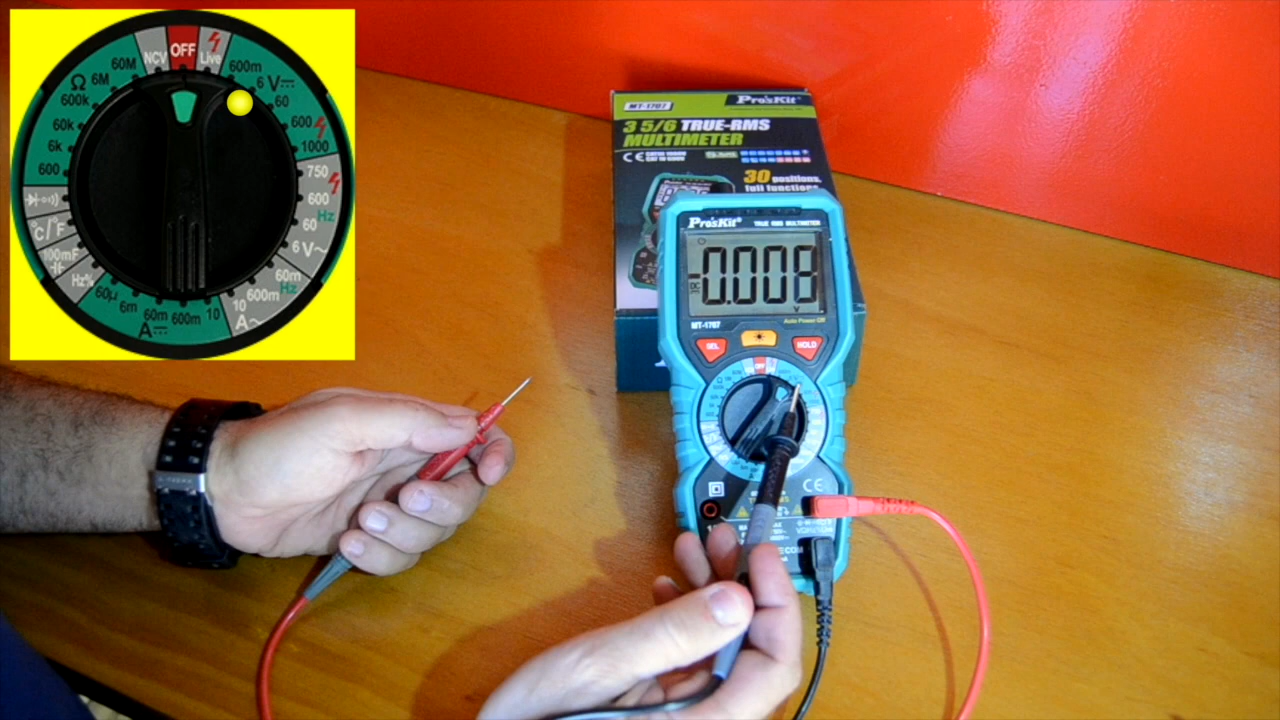 NCV OFF Live
60M
600m
Ω
6M
6 V
600k
60
60k
600
6k
1000
600
750
600
°C/°F
Hz
60
100mF
6 V~
Hz%
60m
Hz
60µ
600m
6m
10
60m
600m
10
A
A~
MT-1707
Pro'sKit
3 5/6 TRUE-RMS
MULTIMETER
CE
30 positions,
full functions
Pro'sKit®
TRUE RMS MULTIMETER
DC
-0.008
V
MT-1707
Auto Power Off
SEL
HOLD
OFF
CE
COM